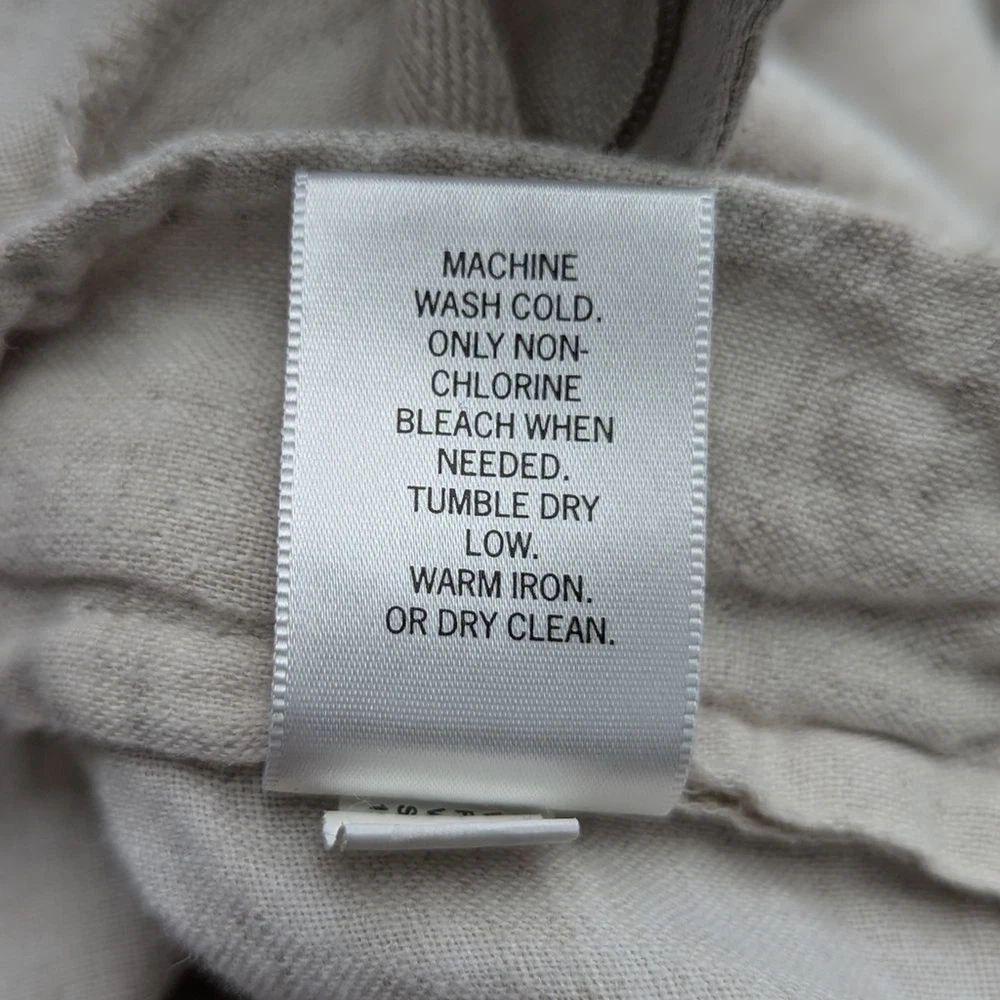 MACHINE
WASH COLD.
ONLY NON-
CHLORINE
BLEACH WHEN
NEEDED.
TUMBLE DRY
LOW.
WARM IRON.
OR DRY CLEAN.